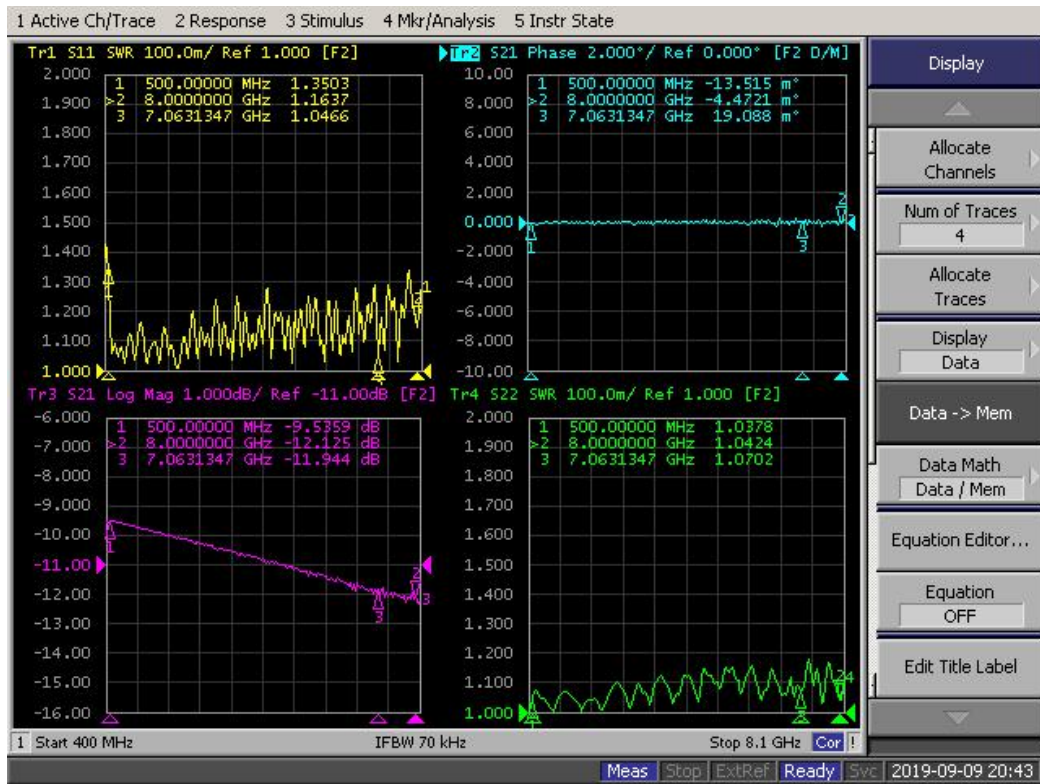 1 Active Ch/Trace 2 Response 3 Stimulus 4 Mkr/Analysis 5 Instr State
Tr1 S11 SWR 100.0m/ Ref 1.000 [F2]
2.000
1.900
1.800
1.700
1.600
1.500
1.400
1.300
1.200
1.100
1.000
1 500.00000 MHz 1.3503
>2 8.0000000 GHz 1.1637
3 7.0631347 GHz 1.0466
Tr2 S21 Phase 2.000°/ Ref 0.000° [F2 D/M]
10.00
8.000
6.000
4.000
2.000
0.000
-2.000
-4.000
-6.000
-8.000
-10.00
1 500.00000 MHz -13.515 m°
>2 8.0000000 GHz -4.4721 m°
3 7.0631347 GHz 19.088 m°
Tr3 S21 Log Mag 1.000dB/ Ref -11.00dB [F2]
-6.000
-7.000
-8.000
-9.000
-10.00
-11.00
-12.00
-13.00
-14.00
-15.00
-16.00
1 500.00000 MHz -9.5359 dB
>2 8.0000000 GHz -12.125 dB
3 7.0631347 GHz -11.944 dB
Tr4 S22 SWR 100.0m/ Ref 1.000 [F2]
2.000
1.900
1.800
1.700
1.600
1.500
1.400
1.300
1.200
1.100
1.000
1 500.00000 MHz 1.0378
>2 8.0000000 GHz 1.0424
3 7.0631347 GHz 1.0702
1 Start 400 MHz IFBW 70 kHz Stop 8.1 GHz Cor !
Display
Allocate
Channels
Num of Traces
4
Allocate
Traces
Display
Data
Data -> Mem
Data Math
Data / Mem
Equation Editor...
Equation
OFF
Edit Title Label
Meas Stop ExtRef Ready Svc 2019-09-09 20:43